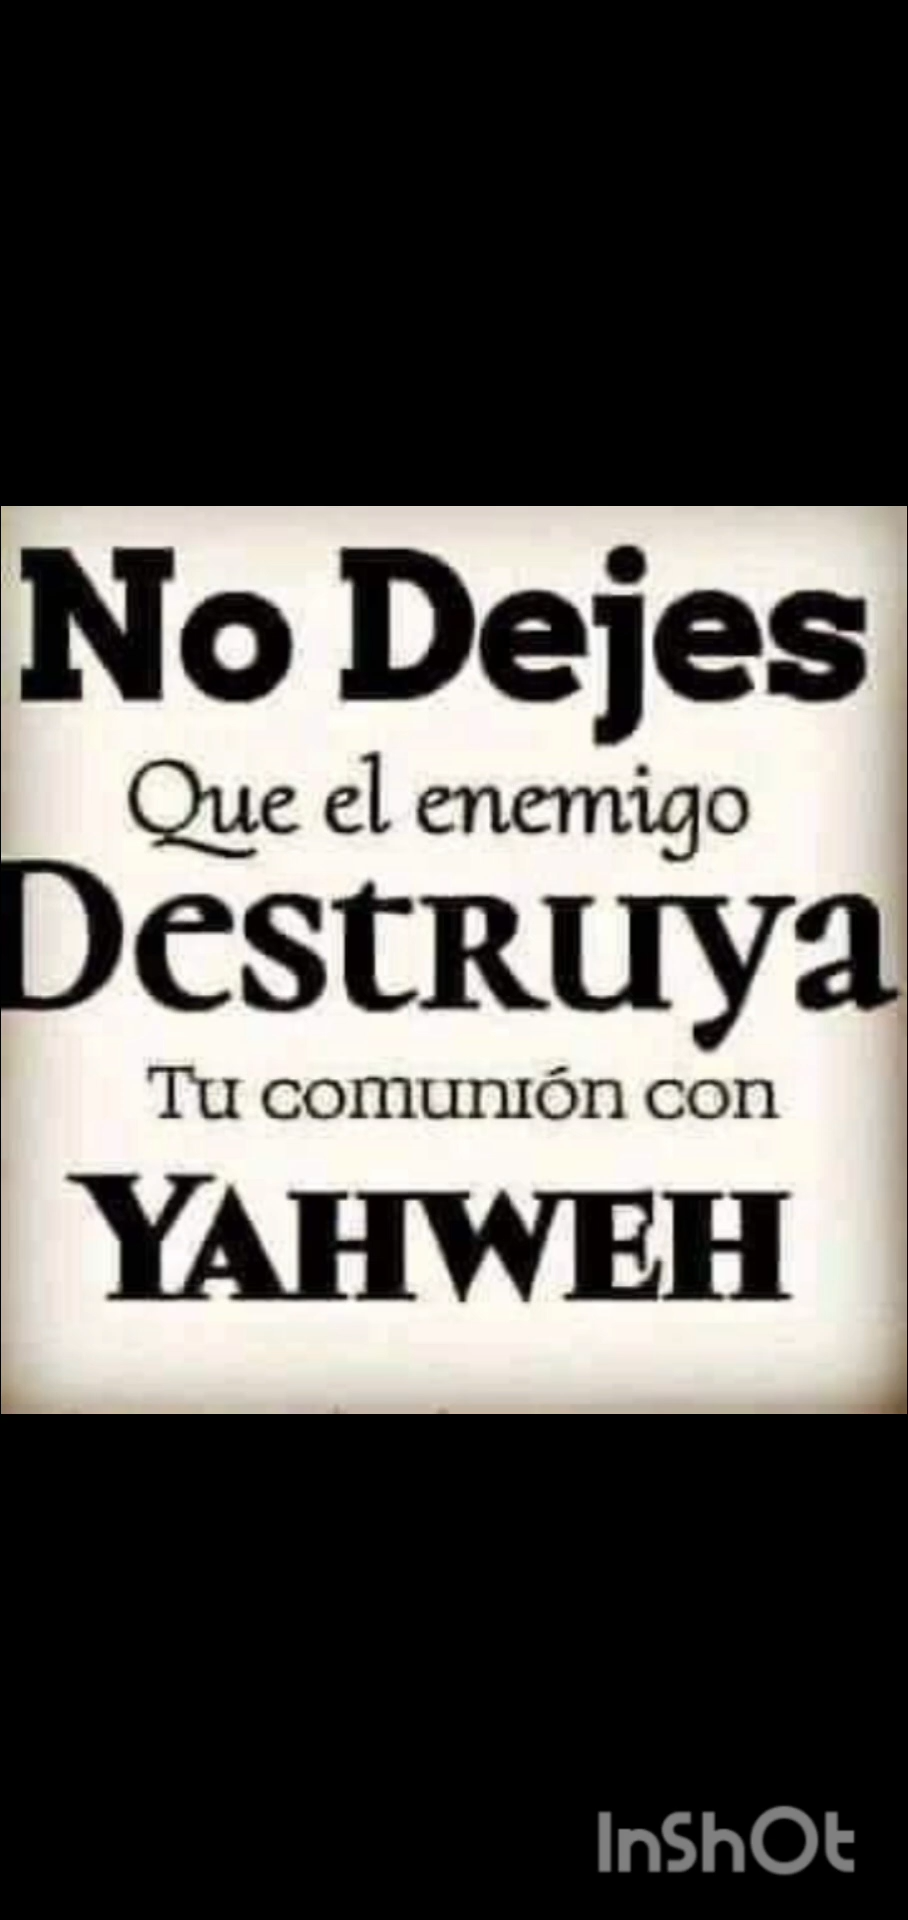 No Dejes
Que el enemigo
Destruya
Tu comunión con
YAHWEH
InShOt